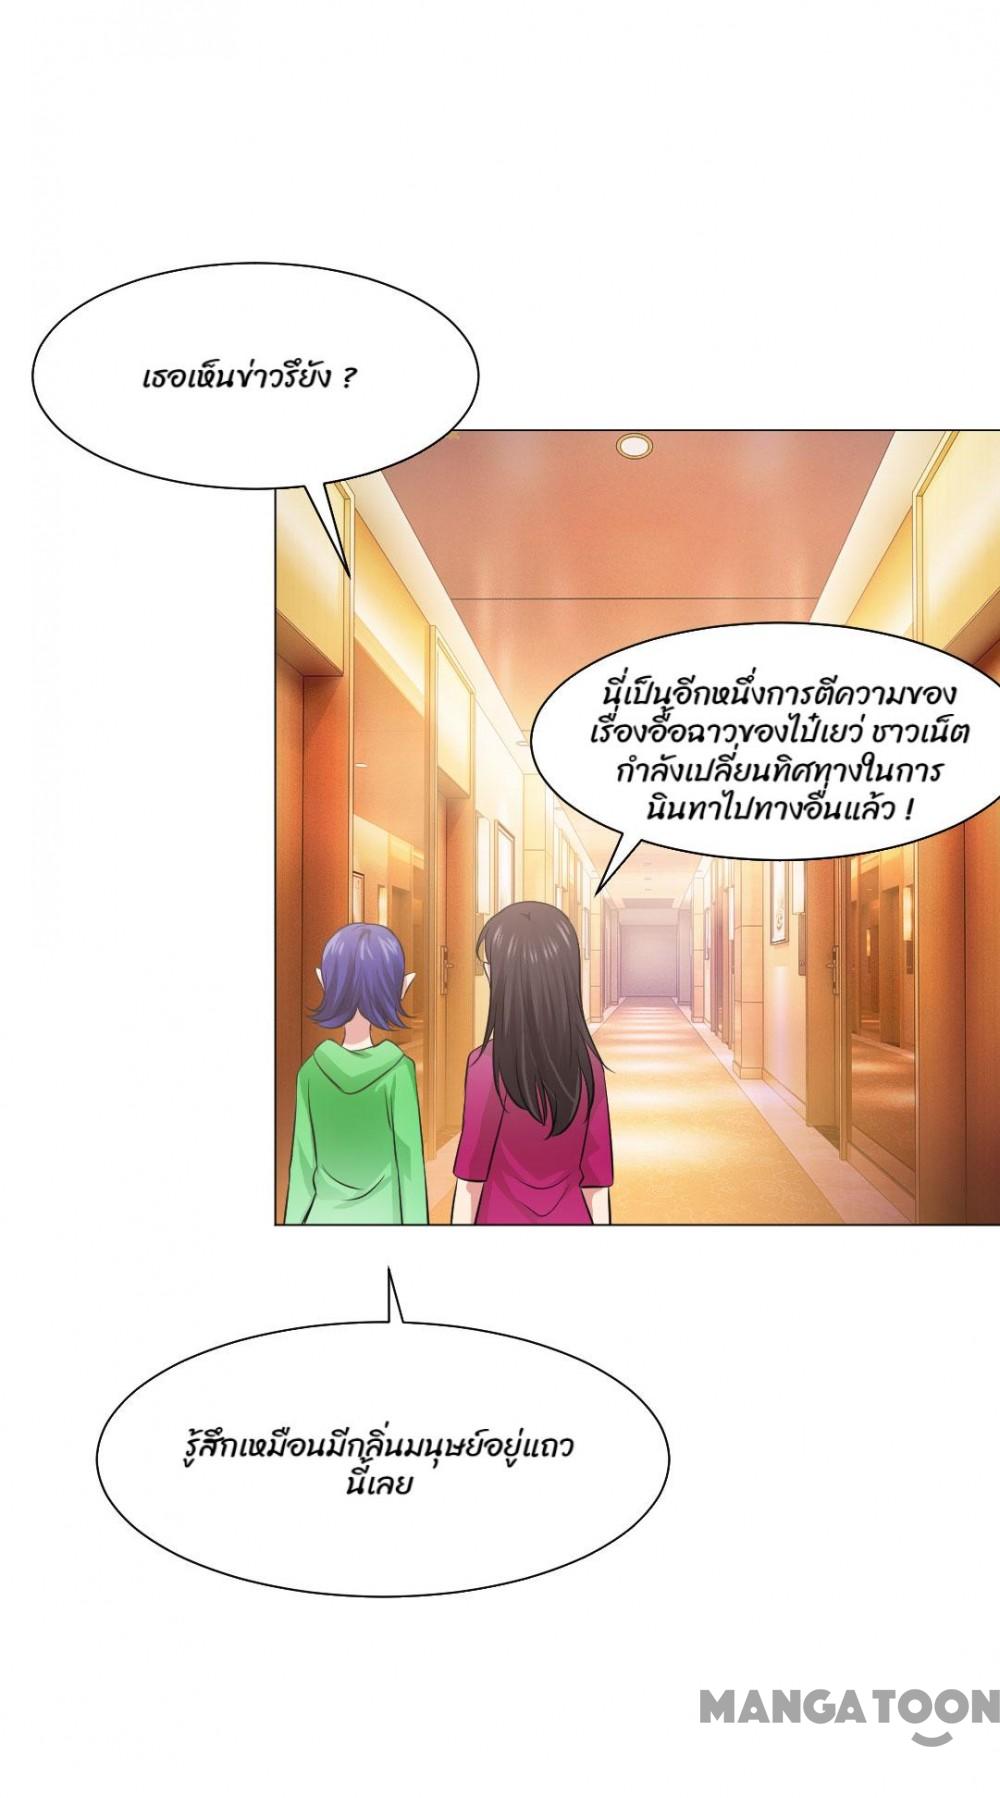 เธอเห็นข่าวรึยัง ?
นี่เป็นอีกหนึ่งการตีความของ
เรื่องอื้อฉาวของไป๋เยว่ ชาวเน็ต
กำลังเปลี่ยนทิศทางในการ
นินทาไปทางอื่นแล้ว !
รู้สึกเหมือนมีกลิ่นมนุษย์อยู่แถว
นี้เลย
MANGA TOON